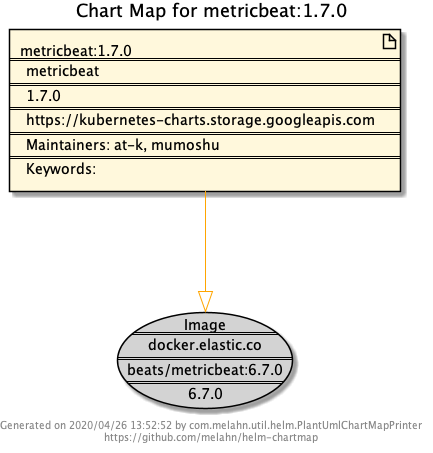 Chart Map for metricbeat:1.7.0
metricbeat:1.7.0
metricbeat
1.7.0
https://kubernetes-charts.storage.googleapis.com
Maintainers: at-k, mumoshu
Keywords:
Image
docker.elastic.co
beats/metricbeat:6.7.0
6.7.0
Generated on 2020/04/26 13:52:52 by com.melahn.util.helm.PlantUmlChartMapPrinter
https://github.com/melahn/helm-chartmap